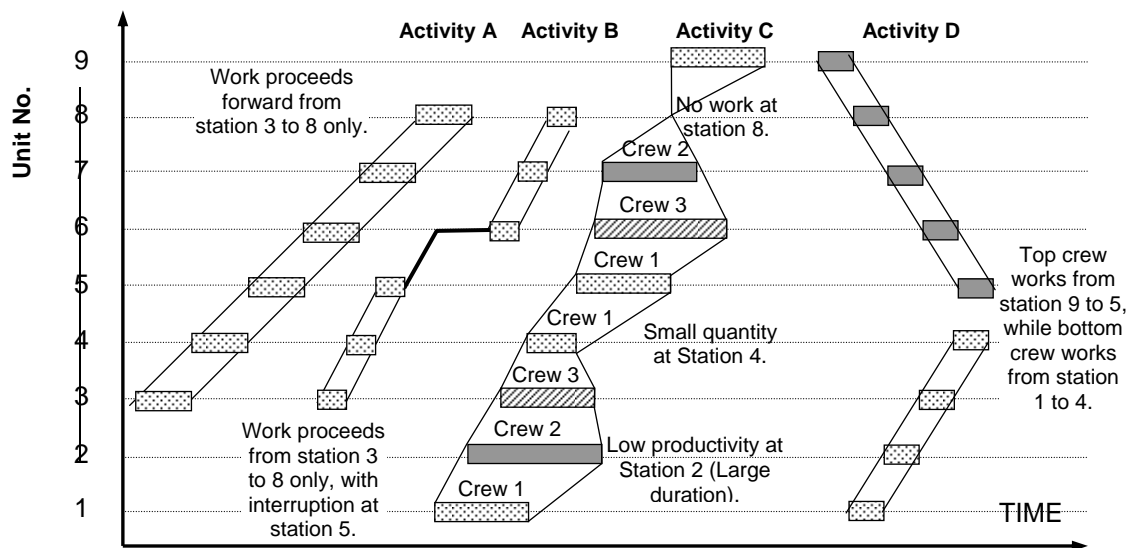 Activity A
Activity B
Activity C
Activity D
Unit No.
9
8
7
6
5
4
3
2
1
Work proceeds
forward from
station 3 to 8 only.
Work proceeds
from station 3
to 8 only, with
interruption at
station 5.
No work at
station 8.
Crew 2
Crew 3
Crew 1
Crew 1
Small quantity
at Station 4.
Crew 3
Crew 2
Low productivity at
Station 2 (Large
duration).
Crew 1
Top crew
works from
station 9 to 5,
while bottom
crew works
from station
1 to 4.
TIME